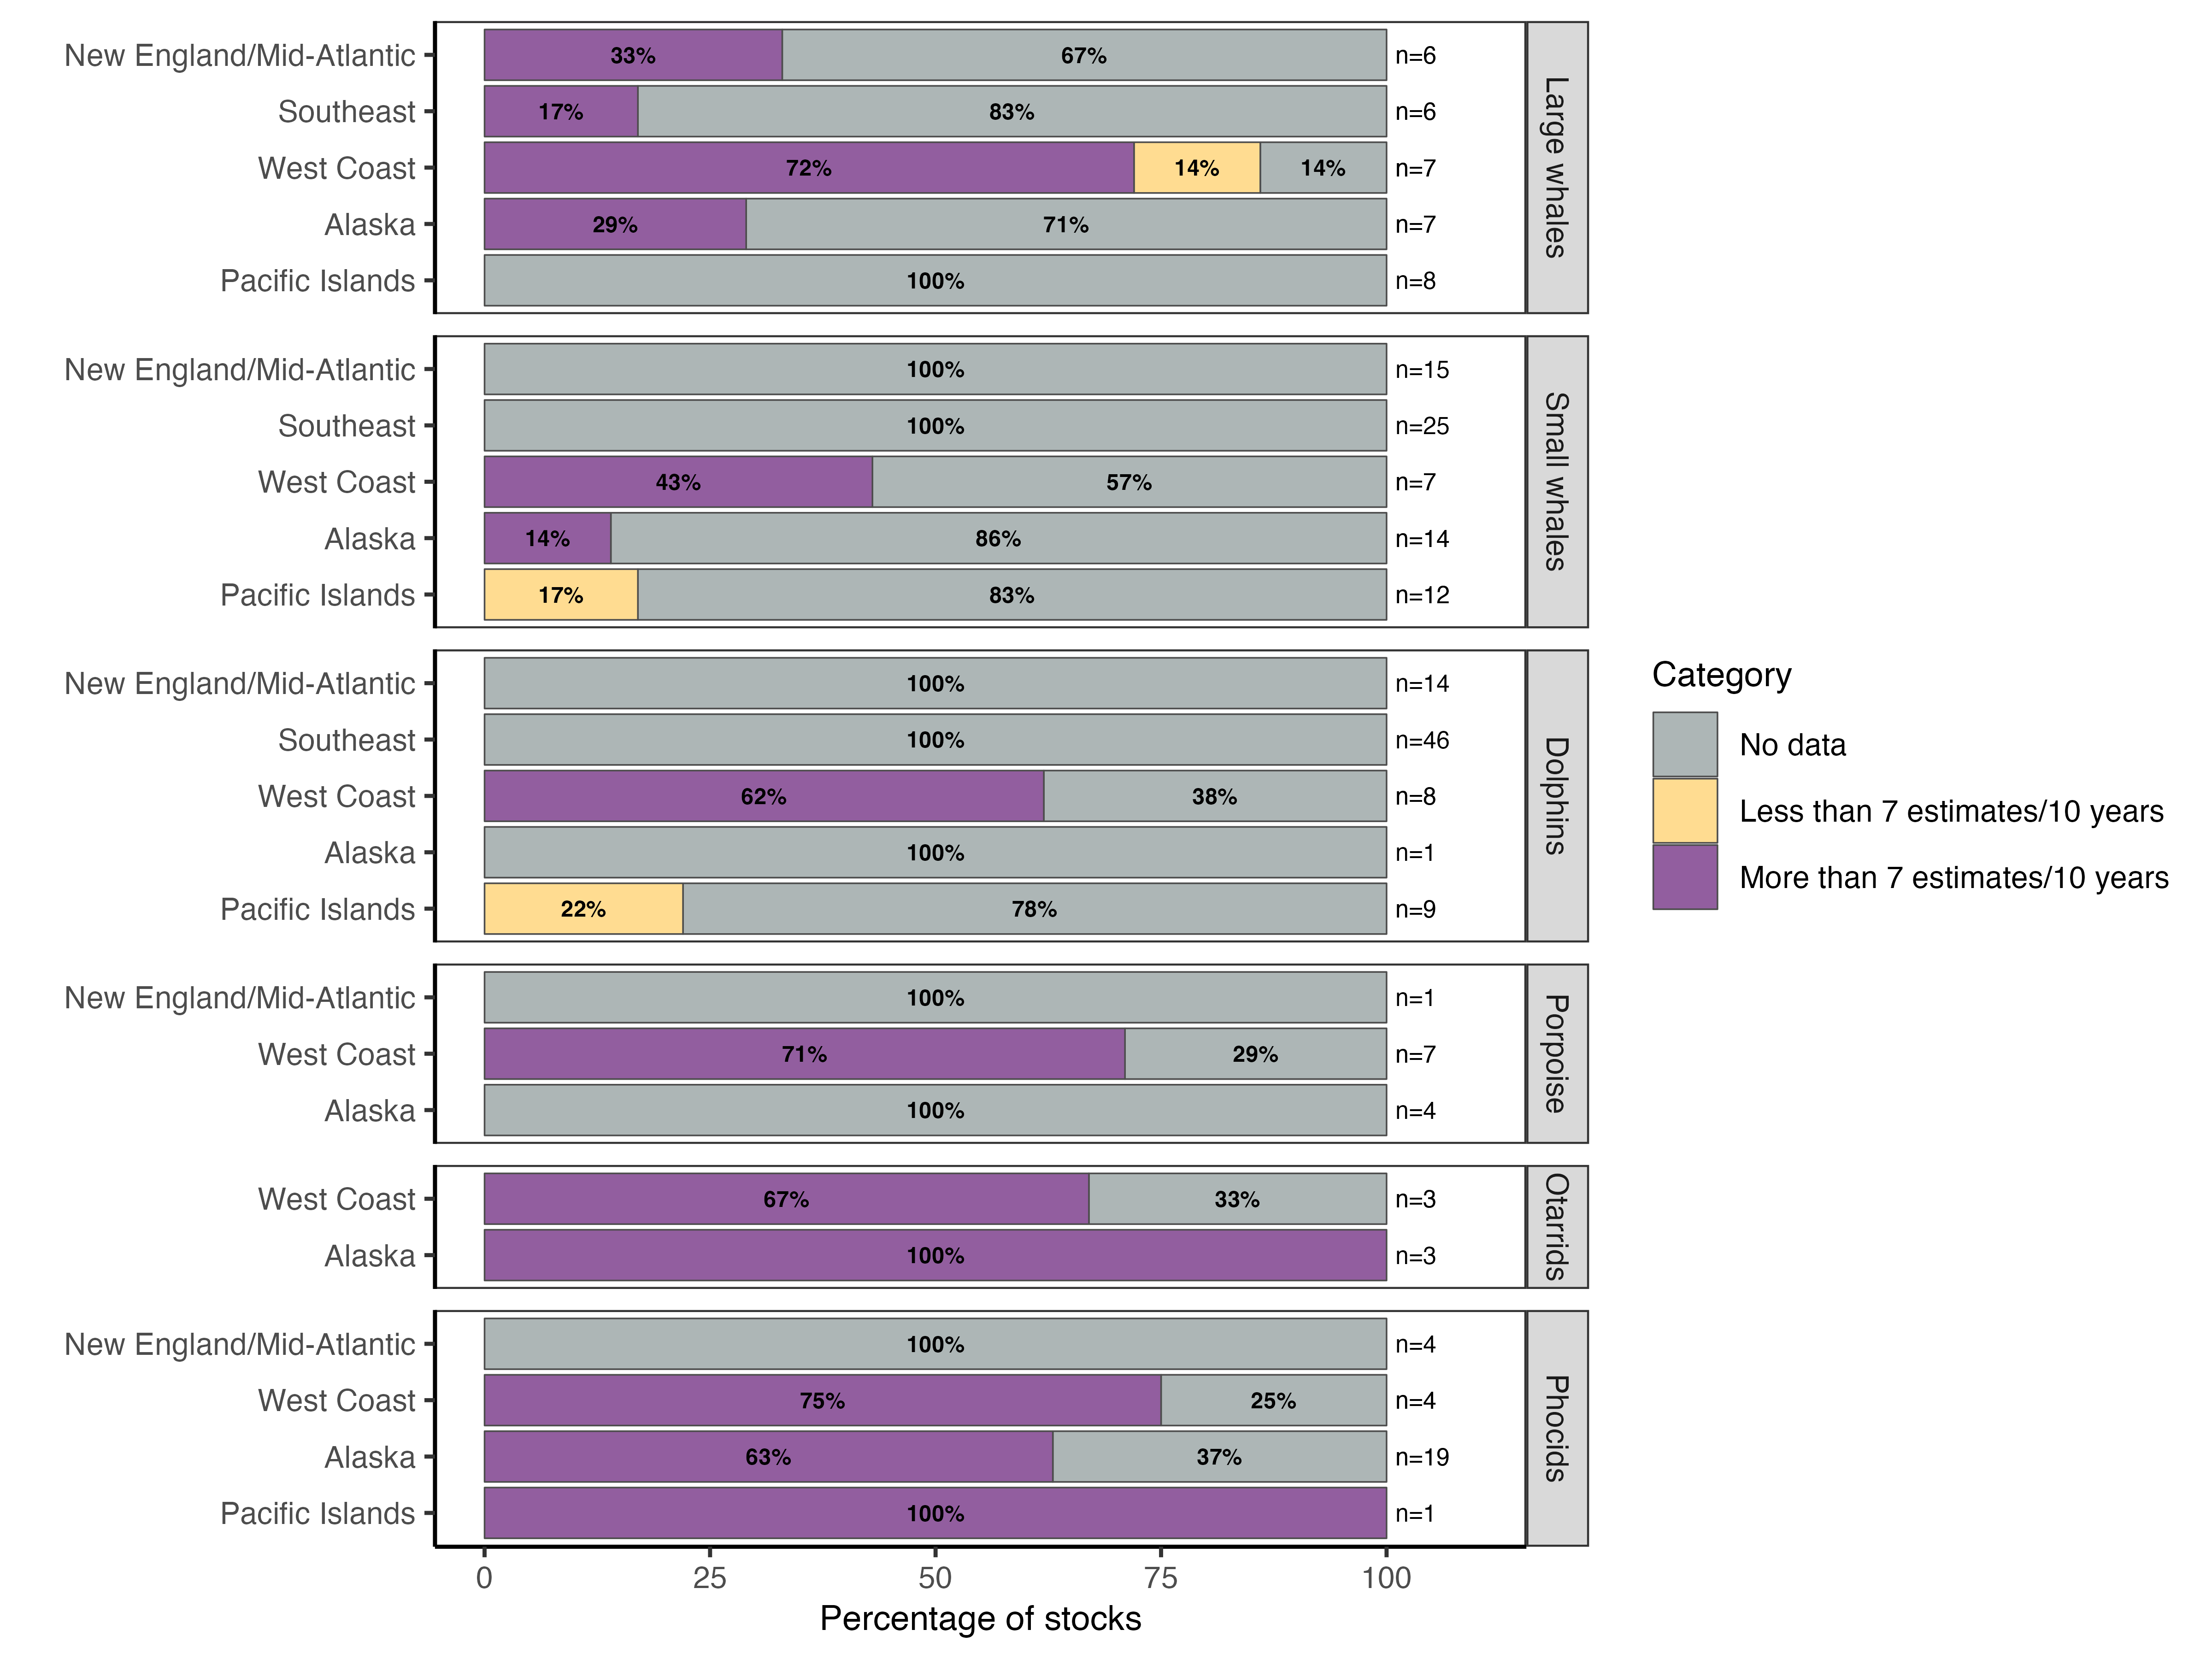 New England/Mid-Atlantic 33% 67% n=6
Southeast 17% 83% n=6
West Coast 72% 14% 14% n=7
Alaska 29% 71% n=7
Pacific Islands 100% n=8
Large whales
New England/Mid-Atlantic 100% n=15
Southeast 100% n=25
West Coast 43% 57% n=7
Alaska 14% 86% n=14
Pacific Islands 17% 83% n=12
Small whales
New England/Mid-Atlantic 100% n=14
Southeast 100% n=46
West Coast 62% 38% n=8
Alaska 100% n=1
Pacific Islands 22% 78% n=9
Dolphins
New England/Mid-Atlantic 100% n=1
West Coast 71% 29% n=7
Alaska 100% n=4
Porpoise
West Coast 67% 33% n=3
Alaska 100% n=3
Otarrids
New England/Mid-Atlantic 100% n=4
West Coast 75% 25% n=4
Alaska 63% 37% n=19
Pacific Islands 100% n=1
Phocids
0 25 50 75 100
Percentage of stocks
Category
No data
Less than 7 estimates/10 years
More than 7 estimates/10 years